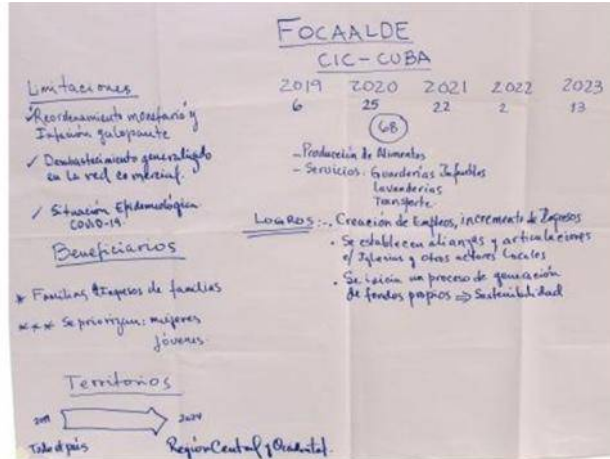 FOCAALDE
CIC-CUBA
Limitaciones
✓Reordenamiento monetario y
Inflación galopante
✓ Desabastecimiento generalizado
en la red comercial.
✓ Situación Epidemiológica
COVID-19
Beneficiarios
* Familias
Ingresos de familias
*** Se priorizan: mujeres
jóvenes
Territorios
2019
2024
Todo el país
Región Central y Occidental.
2019 2020 2021 2022 2023
6 25 22 2 13
68
- Producción de Alimentos
- Servicios: Guarderías Infantiles
Lavanderías
Transporte.
LOGROS:-. Creación de Empleos, incremento de Ingresos
• Se establecen alianzas y articulaciones
e/ Iglesias y otros actores locales
• Se inicia un proceso de generación
de fondos propios ⇒ Sostenibilidad